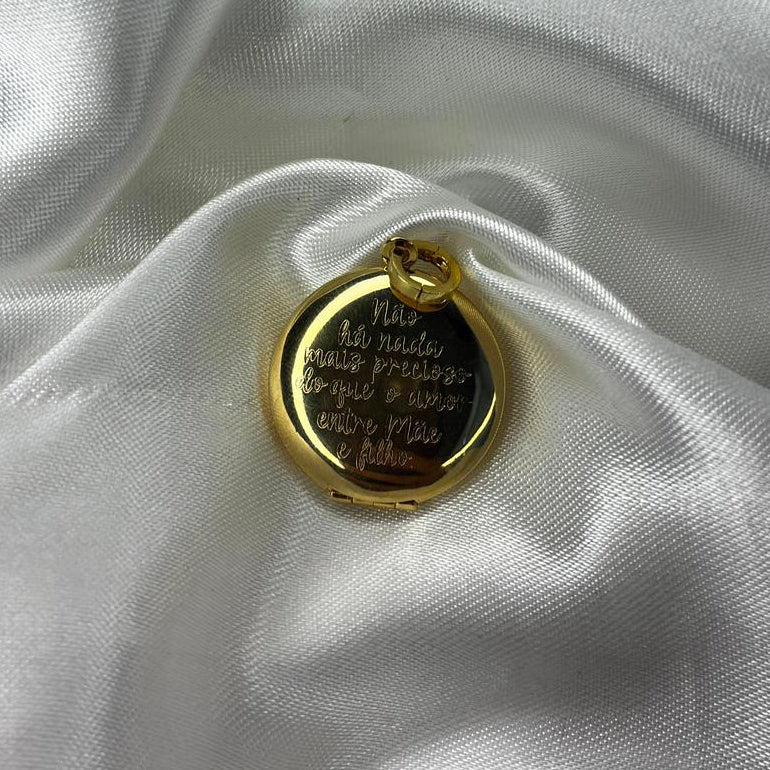 Não
há nada
mais precioso
do que o amor
entre Mãe
e filho